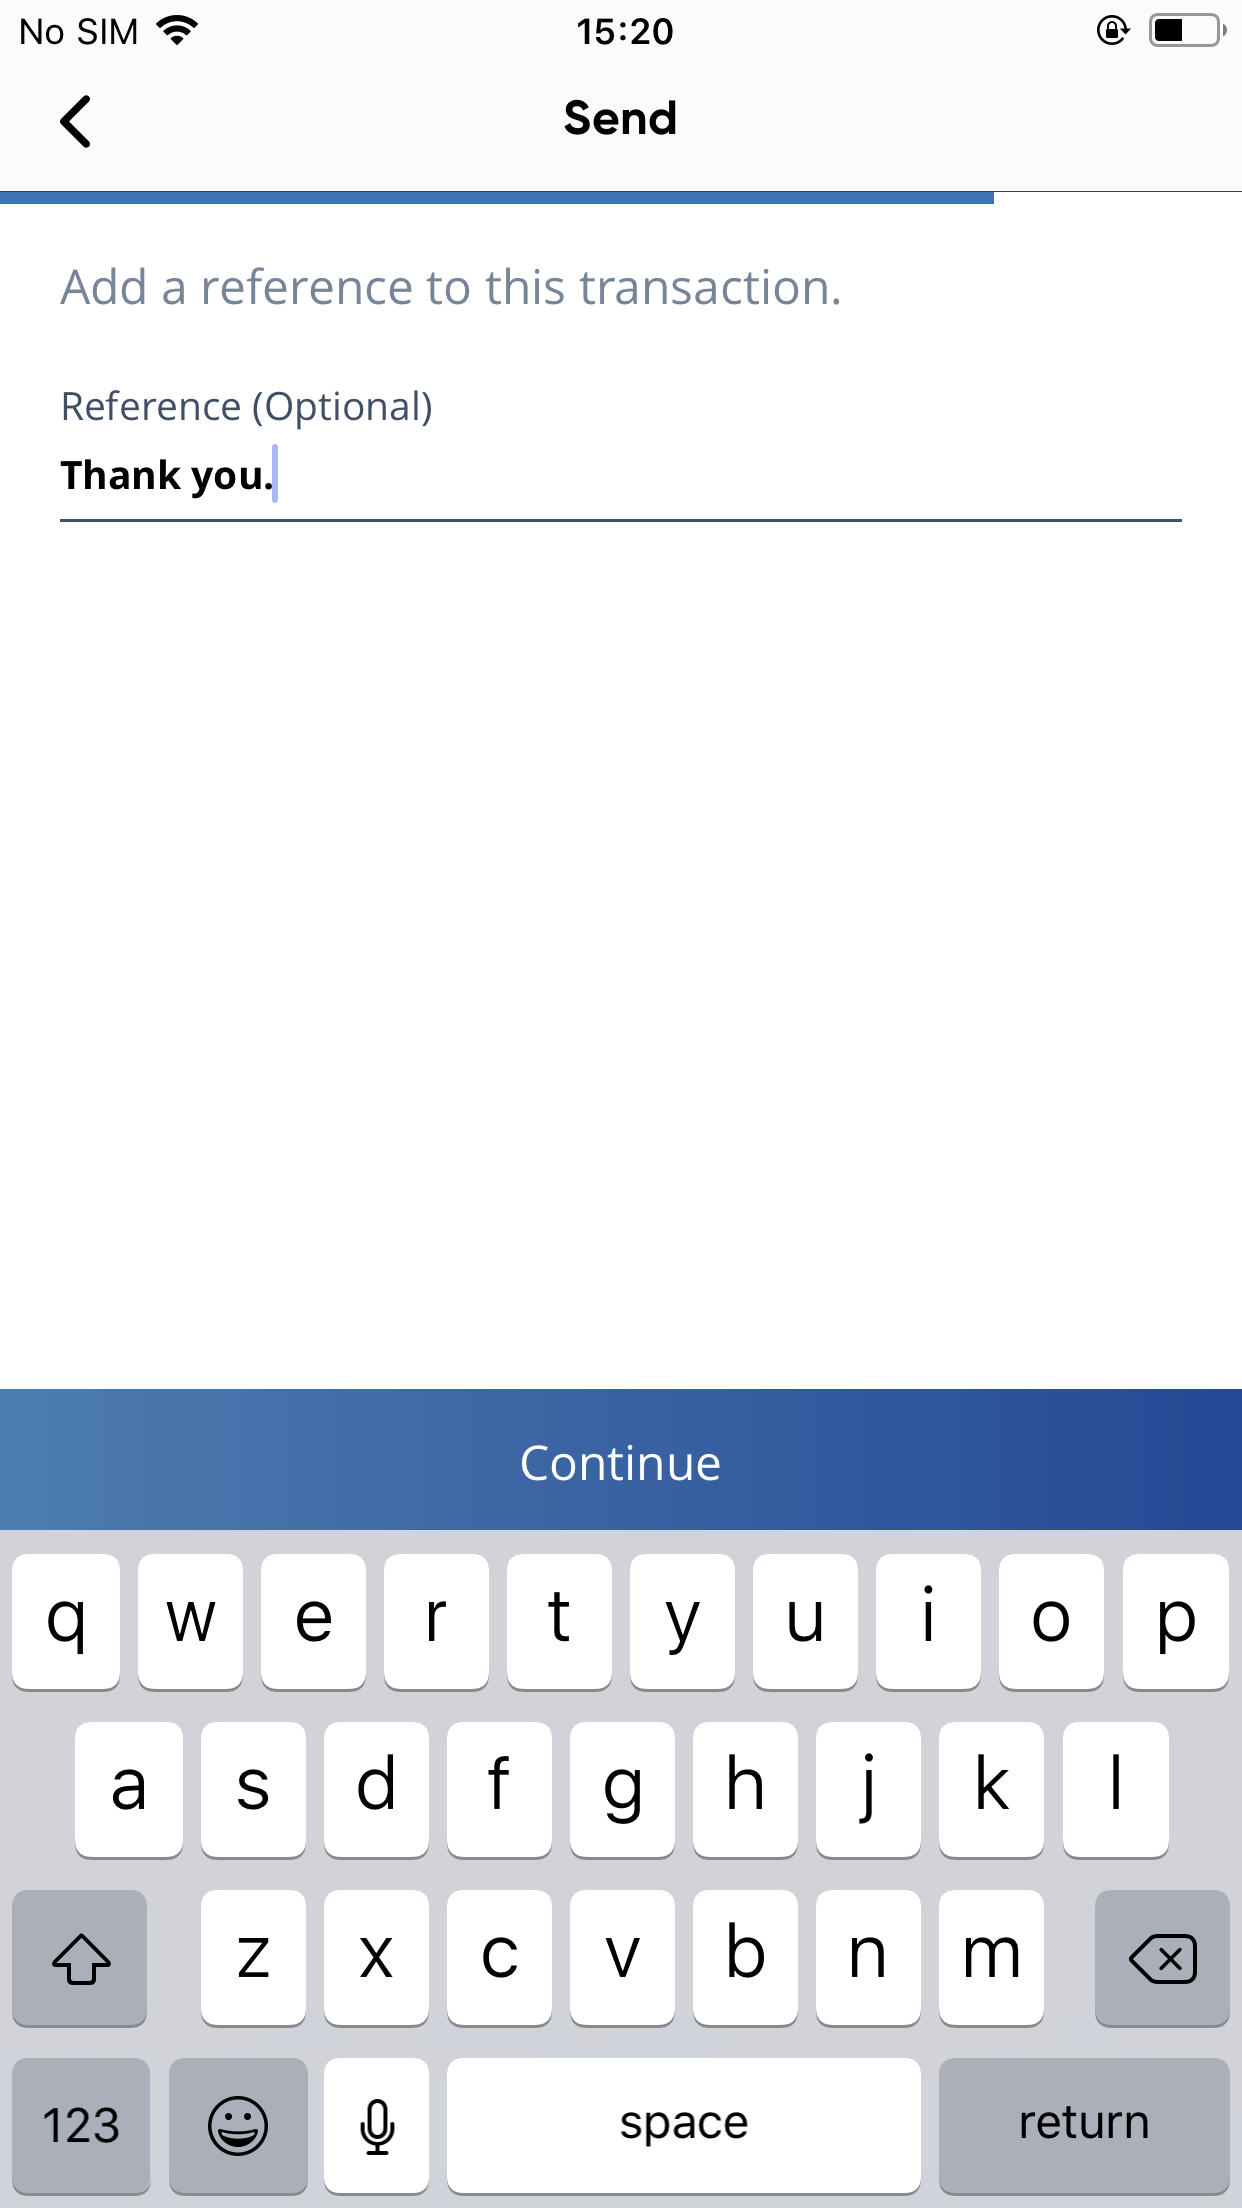 No SIM 15:20
Send
Add a reference to this transaction.
Reference (Optional)
Thank you.
Continue
q w e r t y u i o p
a s d f g h j k l
z x c v b n m
123 space return